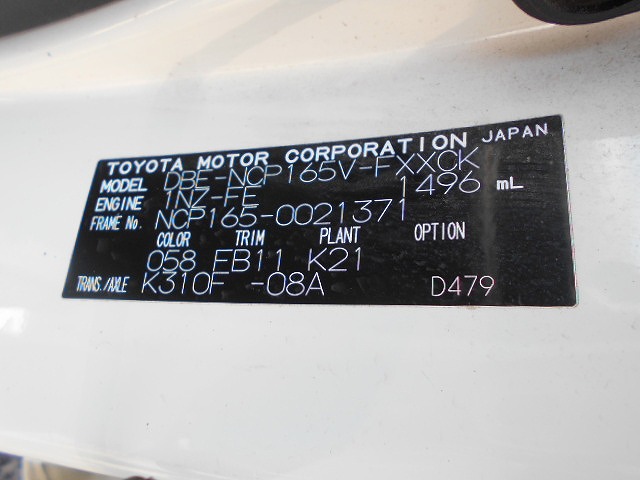 TOYOTA MOTOR CORPORATION JAPAN
MODEL DBE-NCP165V-FXXCK
ENGINE 1NZ-FE 1496 mL
FRAME No. NCP165-0021371
COLOR TRIM PLANT OPTION
058 FB11 K21
TRANS./AXLE K310F -08A D479